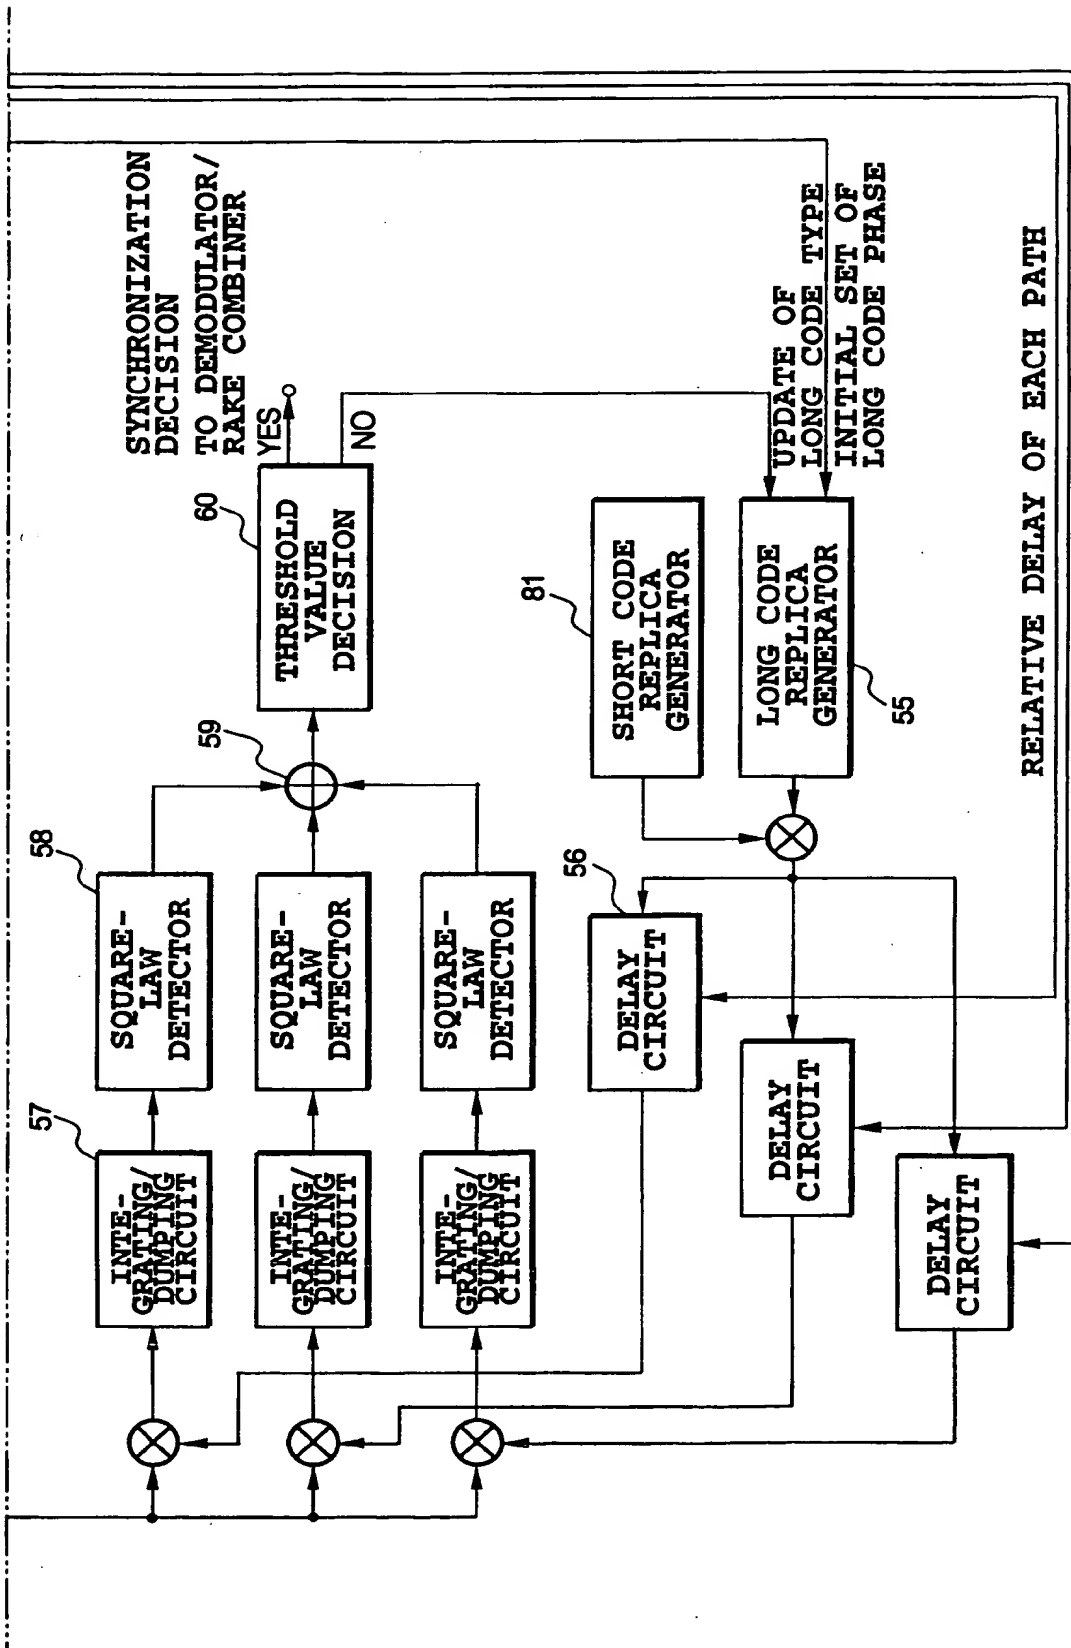 57
INTE-
GRATING/
DUMPING
CIRCUIT
INTE-
GRATING/
DUMPING
CIRCUIT
INTE-
GRATING/
DUMPING
CIRCUIT
58
SQUARE-
LAW
DETECTOR
SQUARE-
LAW
DETECTOR
SQUARE-
LAW
DETECTOR
59
60
THRESHOLD
VALUE
DECISION
SYNCHRONIZATION
DECISION
TO DEMODULATOR/
RAKE COMBINER
YES
NO
56
DELAY
CIRCUIT
DELAY
CIRCUIT
DELAY
CIRCUIT
81
SHORT CODE
REPLICA
GENERATOR
LONG CODE
REPLICA
GENERATOR
55
UPDATE OF
LONG CODE TYPE
INITIAL SET OF
LONG CODE PHASE
RELATIVE DELAY OF EACH PATH